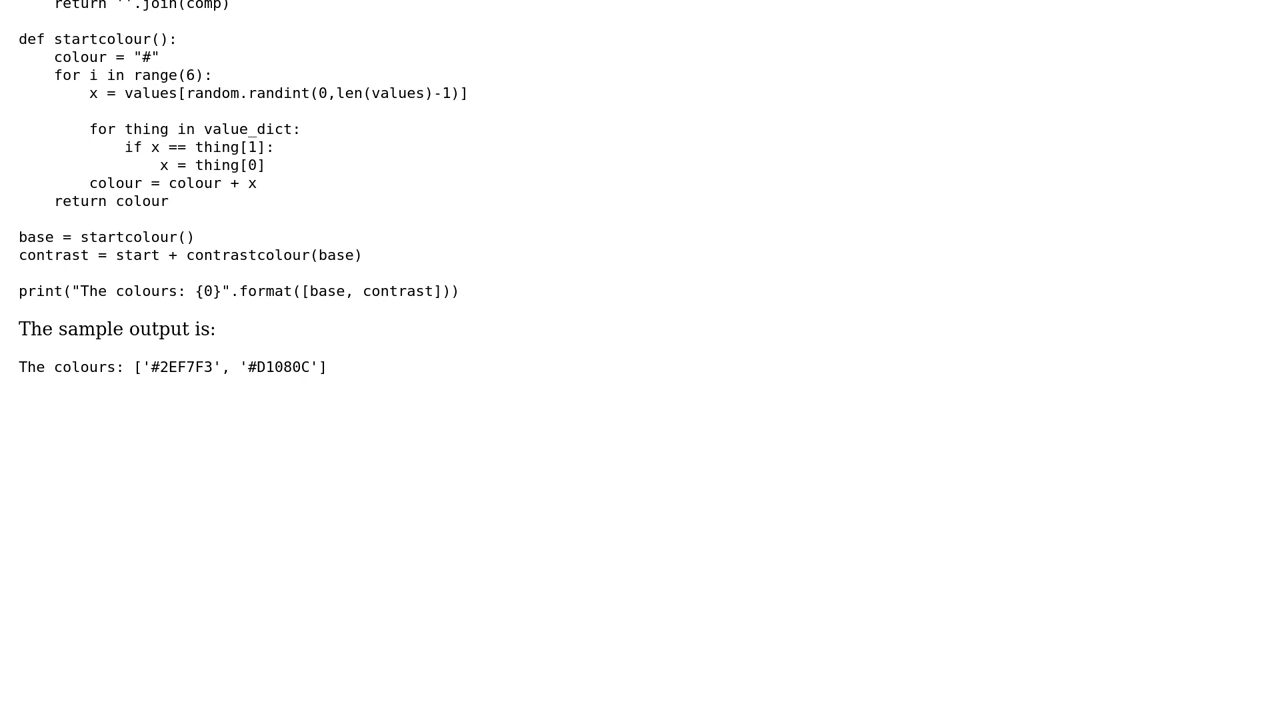 return ''.join(comp)

def startcolour():
    colour = "#"
    for i in range(6):
        x = values[random.randint(0,len(values)-1)]

        for thing in value_dict:
            if x == thing[1]:
                x = thing[0]
        colour = colour + x
    return colour

base = startcolour()
contrast = start + contrastcolour(base)

print("The colours: {0}".format([base, contrast]))

The sample output is:

The colours: ['#2EF7F3', '#D1080C']